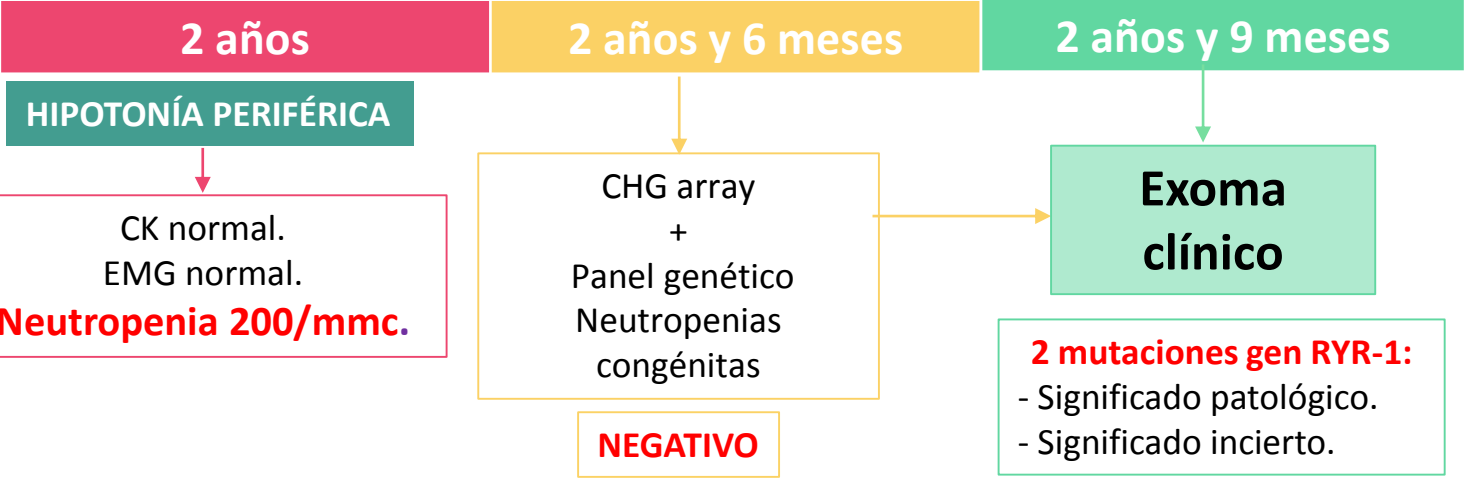 2 años
HIPOTONÍA PERIFÉRICA
CK normal.
EMG normal.
Neutropenia 200/mmc.
2 años y 6 meses
CHG array
+
Panel genético
Neutropenias
congénitas
NEGATIVO
2 años y 9 meses
Exoma
clínico
2 mutaciones gen RYR-1:
- Significado patológico.
- Significado incierto.